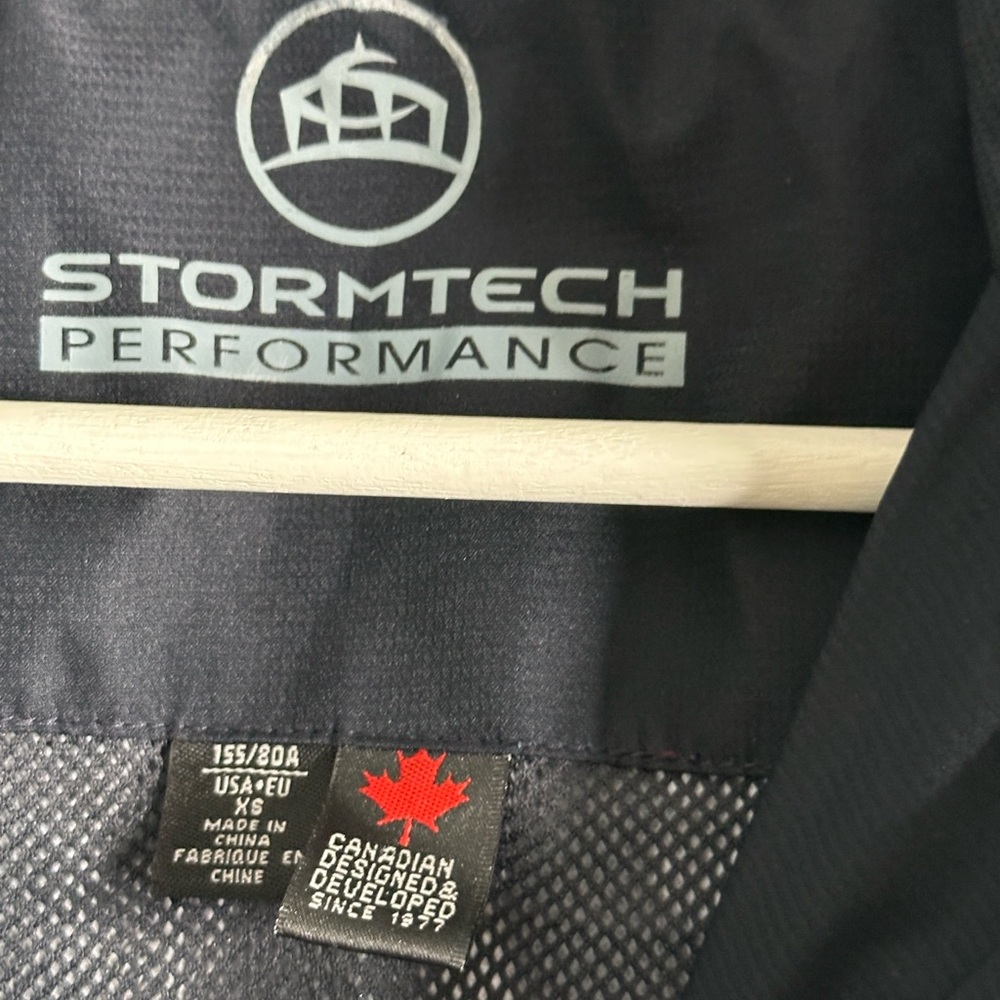 STORMTECH
PERFORMANCE
155/80A
USA•EU
XS
MADE IN
CHINA
FABRIQUE EN
CHINE
CANADIAN
DESIGNED &
DEVELOPED
SINCE 1977